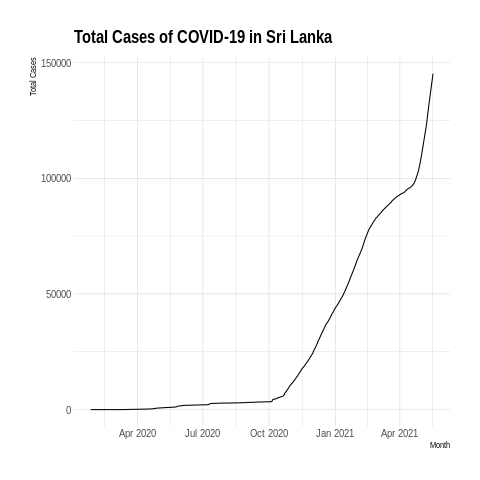 Total Cases of COVID-19 in Sri Lanka
Total Cases
150000
100000
50000
0
Apr 2020 Jul 2020 Oct 2020 Jan 2021 Apr 2021
Month